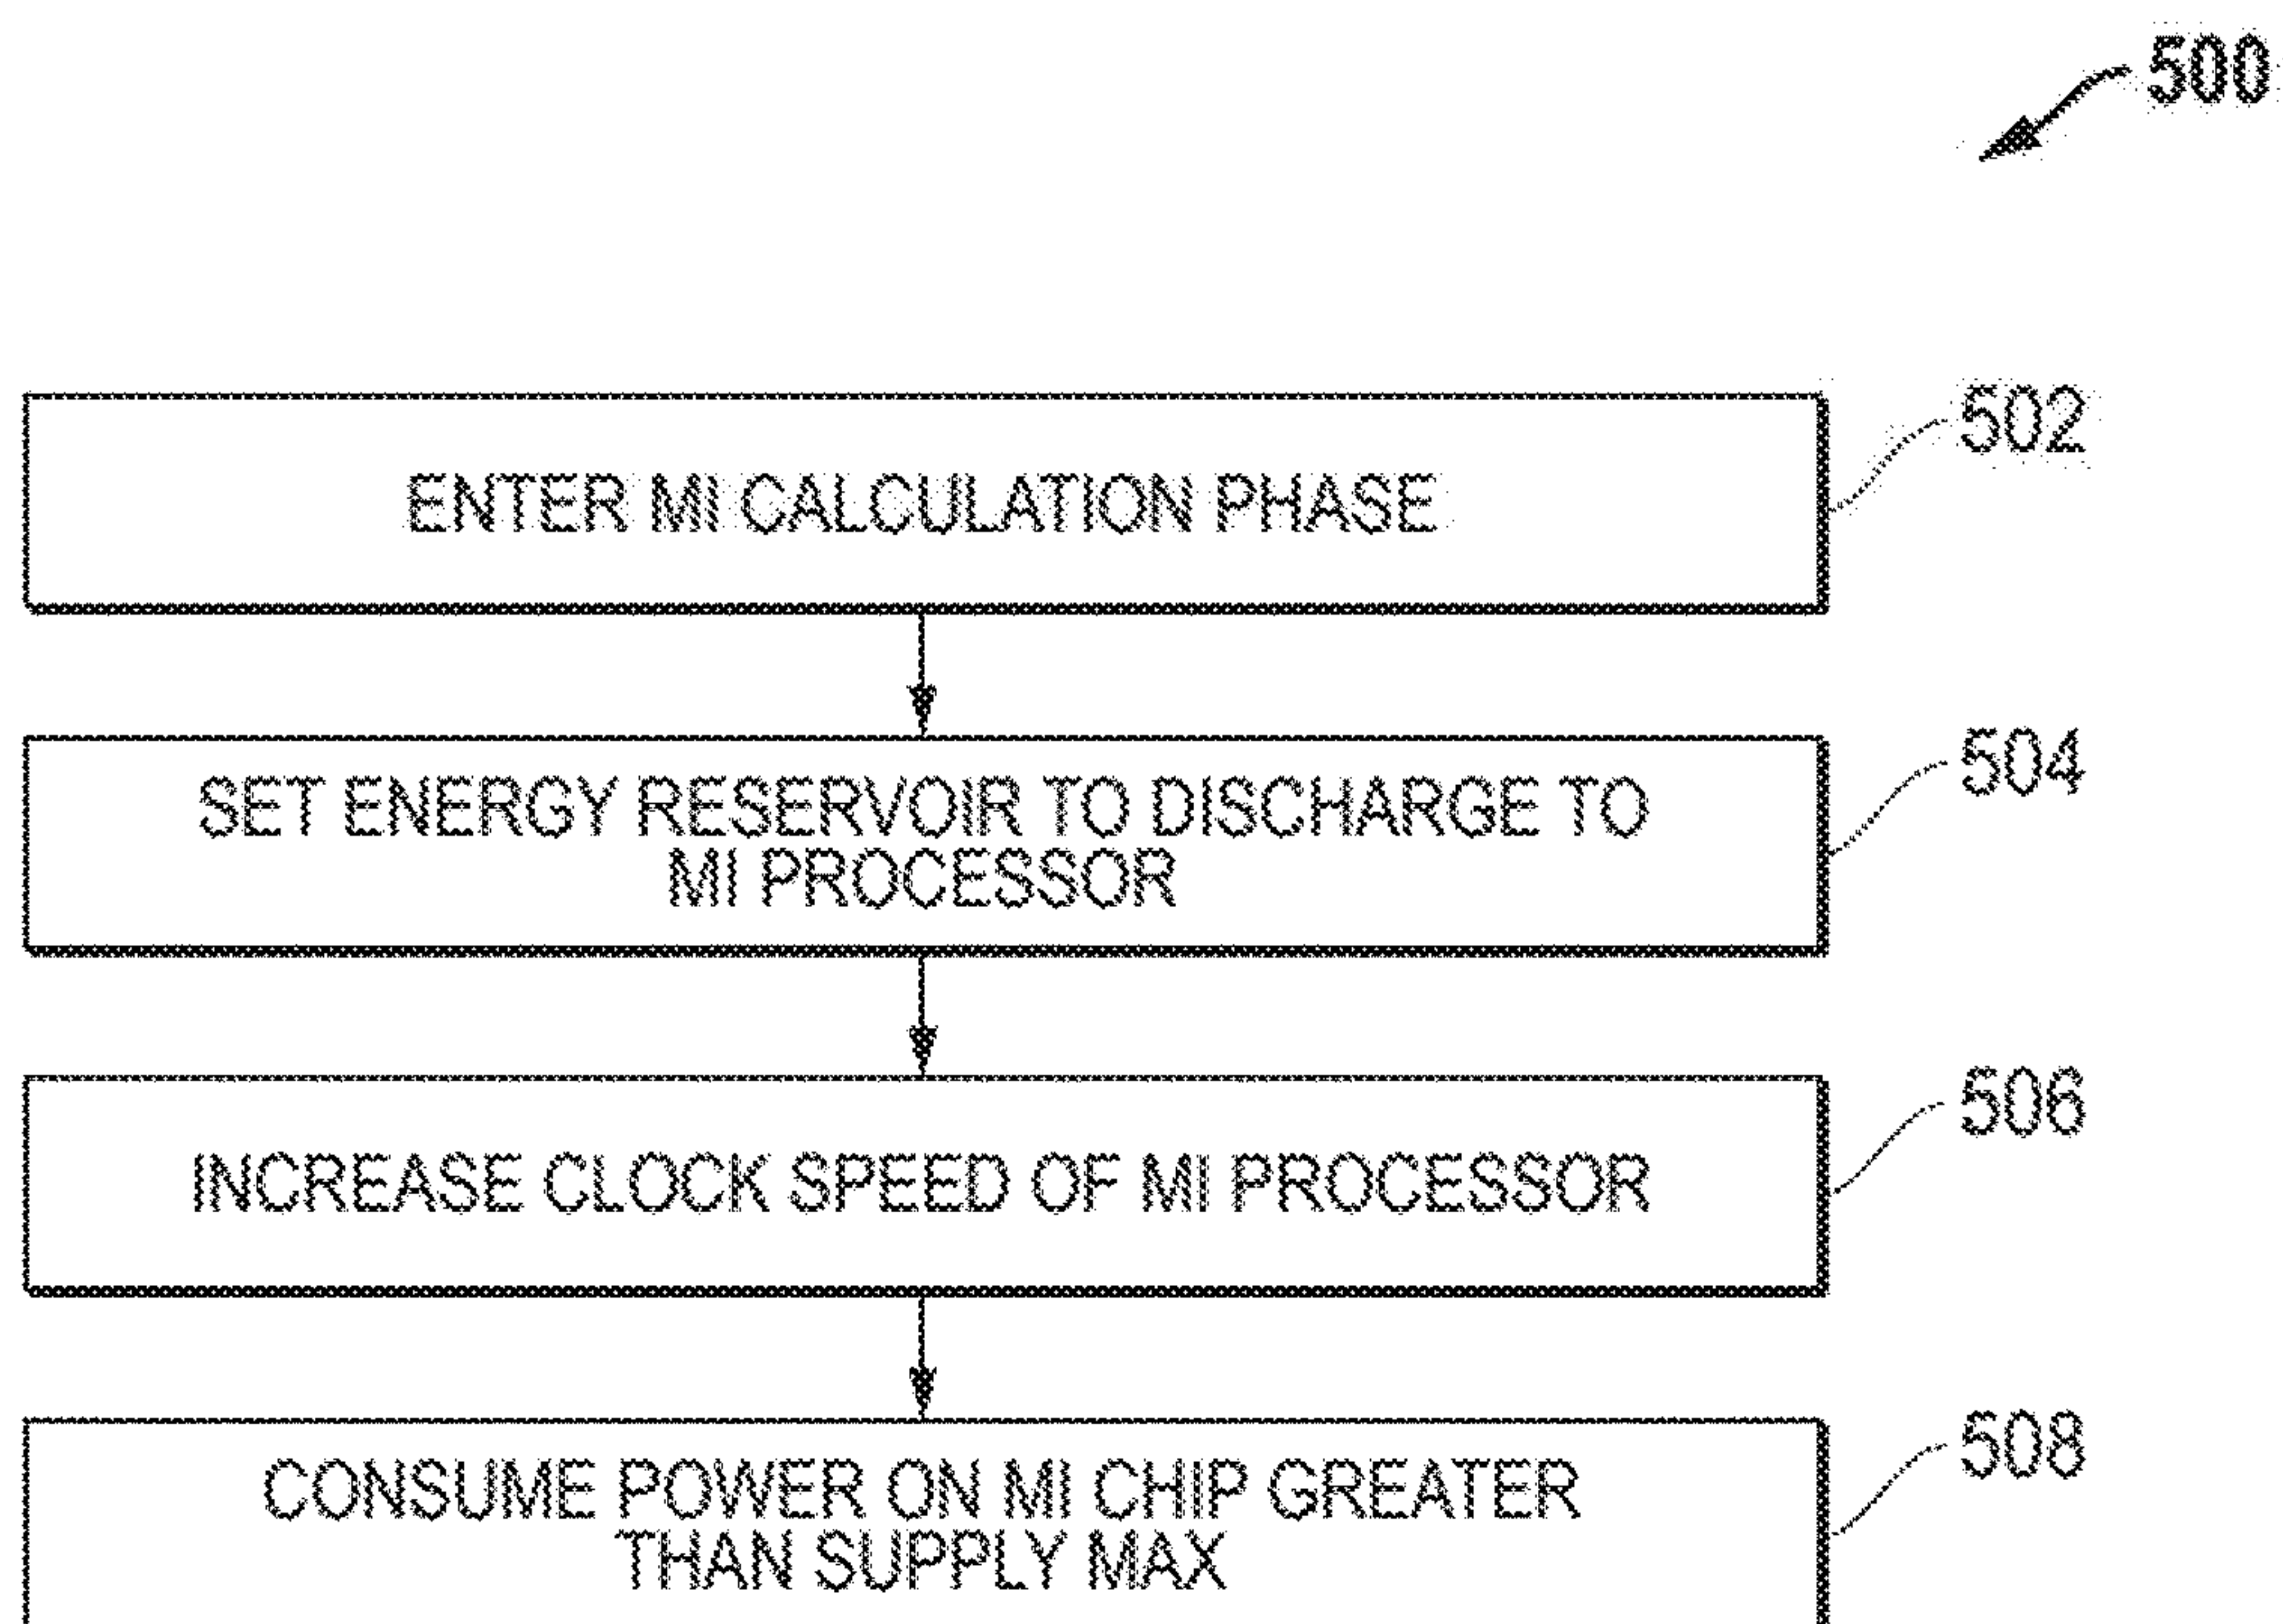 500
ENTER MI CALCULATION PHASE
502
SET ENERGY RESERVOIR TO DISCHARGE TO
MI PROCESSOR
504
INCREASE CLOCK SPEED OF MI PROCESSOR
506
CONSUME POWER ON MI CHIP GREATER
THAN SUPPLY MAX
508